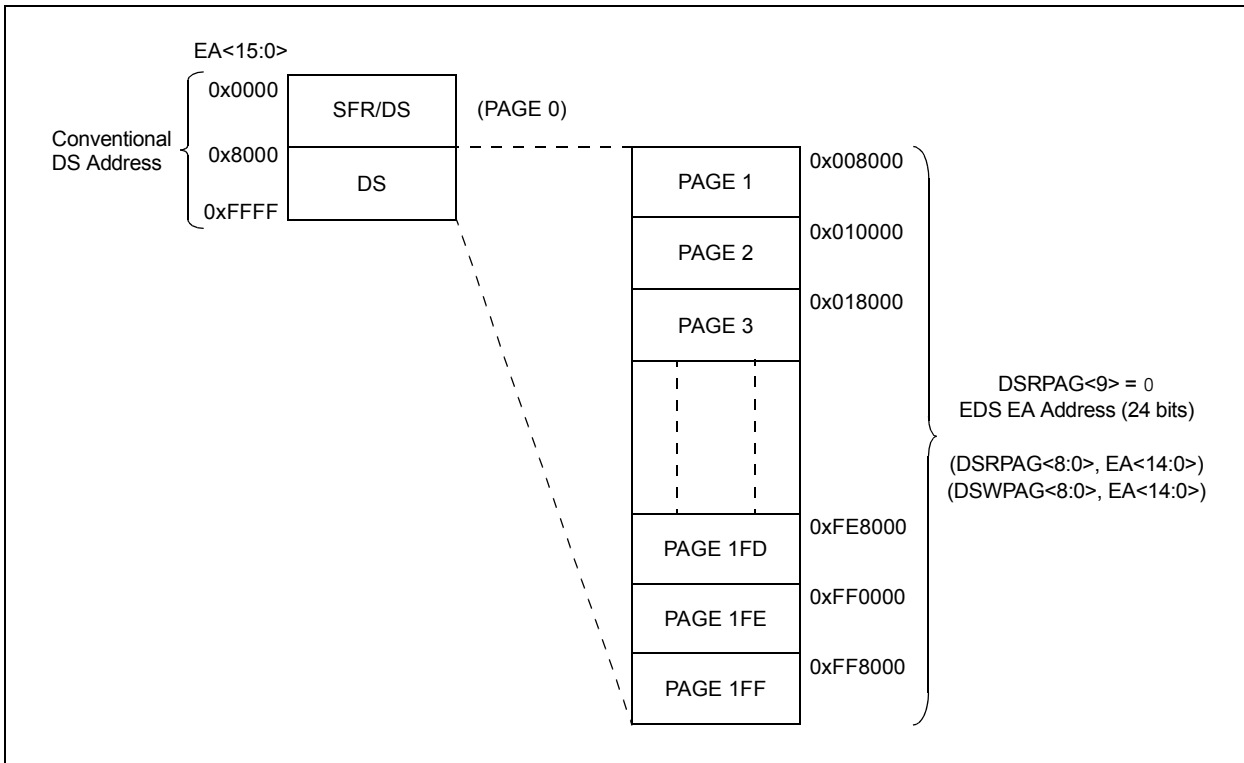 EA<15:0>
0x0000
SFR/DS
(PAGE 0)
Conventional
DS Address
0x8000
DS
0xFFFF
PAGE 1
0x008000
PAGE 2
0x010000
PAGE 3
0x018000
DSRPAG<9> = 0
EDS EA Address (24 bits)
(DSRPAG<8:0>, EA<14:0>)
(DSWPAG<8:0>, EA<14:0>)
PAGE 1FD
0xFE8000
PAGE 1FE
0xFF0000
PAGE 1FF
0xFF8000